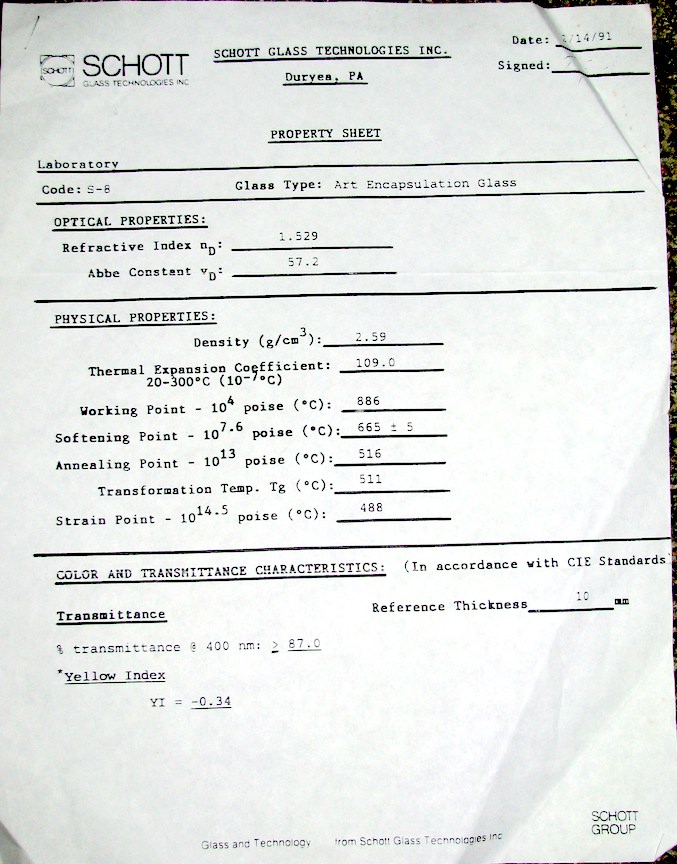 SCHOTT
SCHOTT
GLASS TECHNOLOGIES INC
SCHOTT GLASS TECHNOLOGIES INC.
Duryea, PA
Date: /14/91
Signed:
PROPERTY SHEET
Laboratory
Code: S-8 Glass Type: Art Encapsulation Glass
OPTICAL PROPERTIES:
Refractive Index nD: 1.529
Abbe Constant vD: 57.2
PHYSICAL PROPERTIES:
Density (g/cm3): 2.59
Thermal Expansion Coefficient: 109.0
20-300°C (10-7°C)
Working Point - 104 poise (°C): 886
Softening Point - 107.6 poise (°C): 665 ± 5
Annealing Point - 1013 poise (°C): 516
Transformation Temp. Tg (°C): 511
Strain Point - 1014.5 poise (°C): 488
COLOR AND TRANSMITTANCE CHARACTERISTICS: (In accordance with CIE Standards)
Transmittance Reference Thickness 10 mm
% transmittance @ 400 nm: ≥ 87.0
*Yellow Index
YI = -0.34
SCHOTT
GROUP
Glass and Technology from Schott Glass Technologies Inc